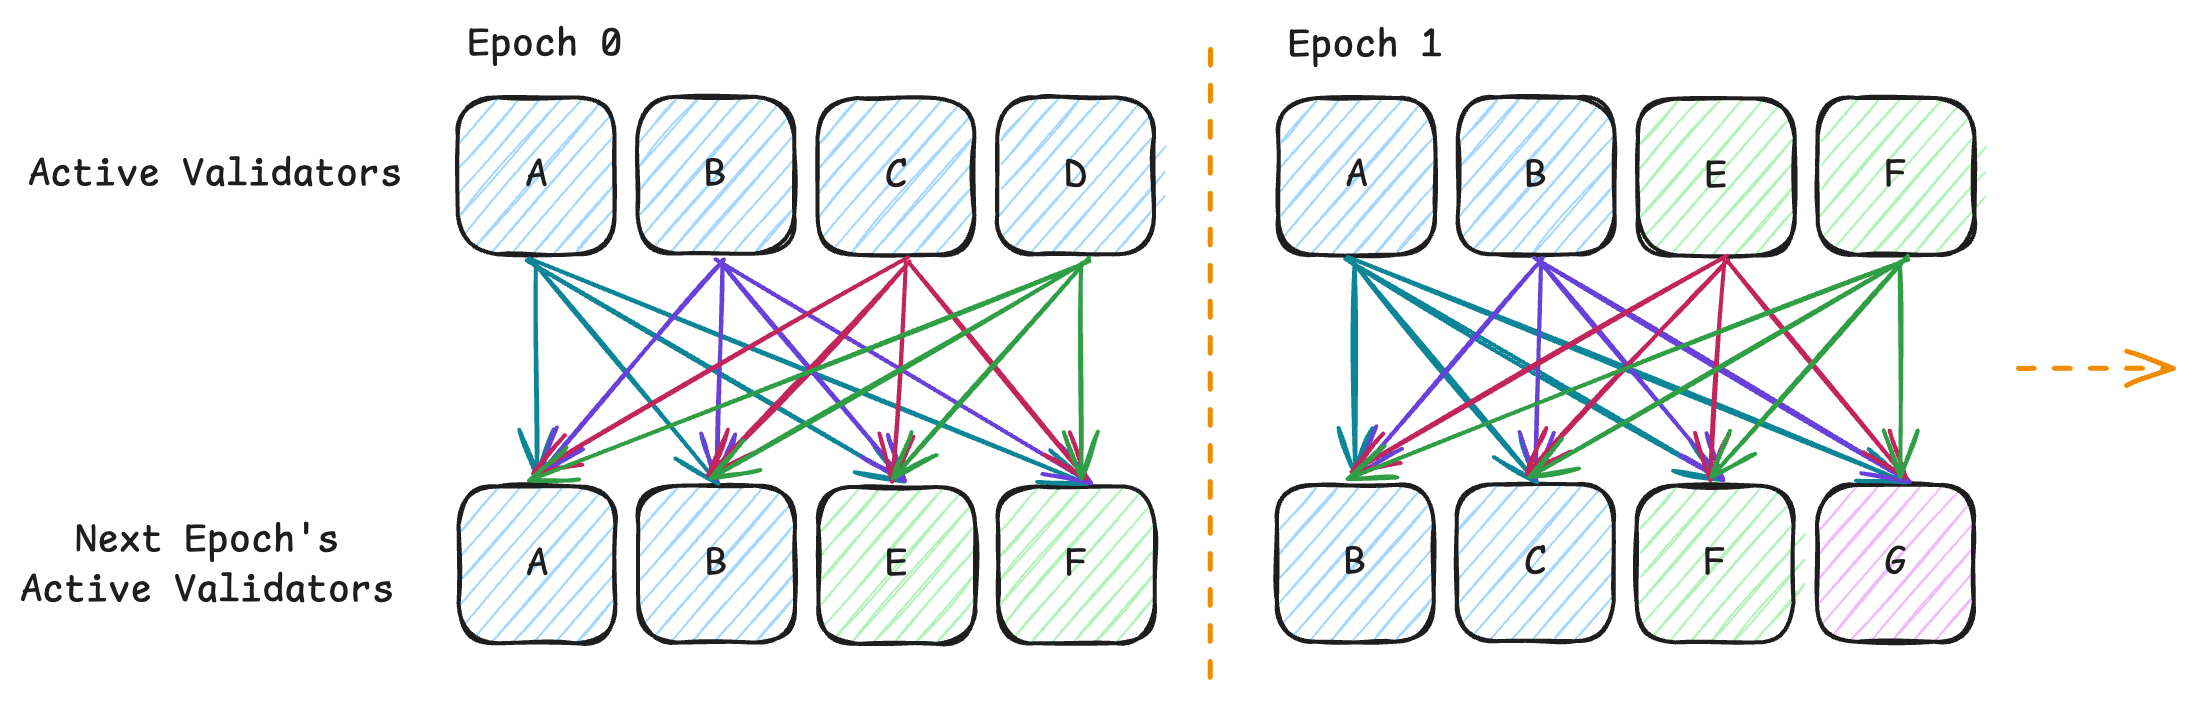 Epoch 0
Epoch 1
Active Validators
A
B
C
D
A
B
E
F
Next Epoch's
Active Validators
A
B
E
F
B
C
F
G